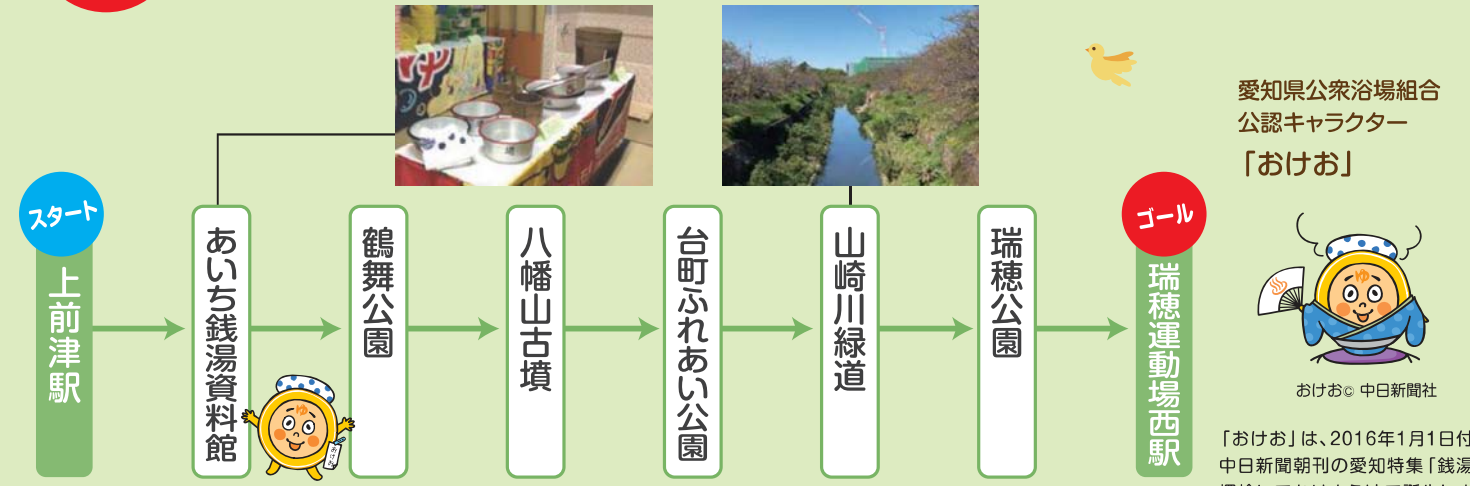 スタート
上前津駅
あいち銭湯資料館
鶴舞公園
八幡山古墳
台町ふれあい公園
山崎川緑道
瑞穂公園
ゴール
瑞穂運動場西駅
ゆ
おけお
愛知県公衆浴場組合
公認キャラクター
「おけお」
ゆ
おけお© 中日新聞社
「おけお」は、2016年1月1日付
中日新聞朝刊の愛知特集「銭湯